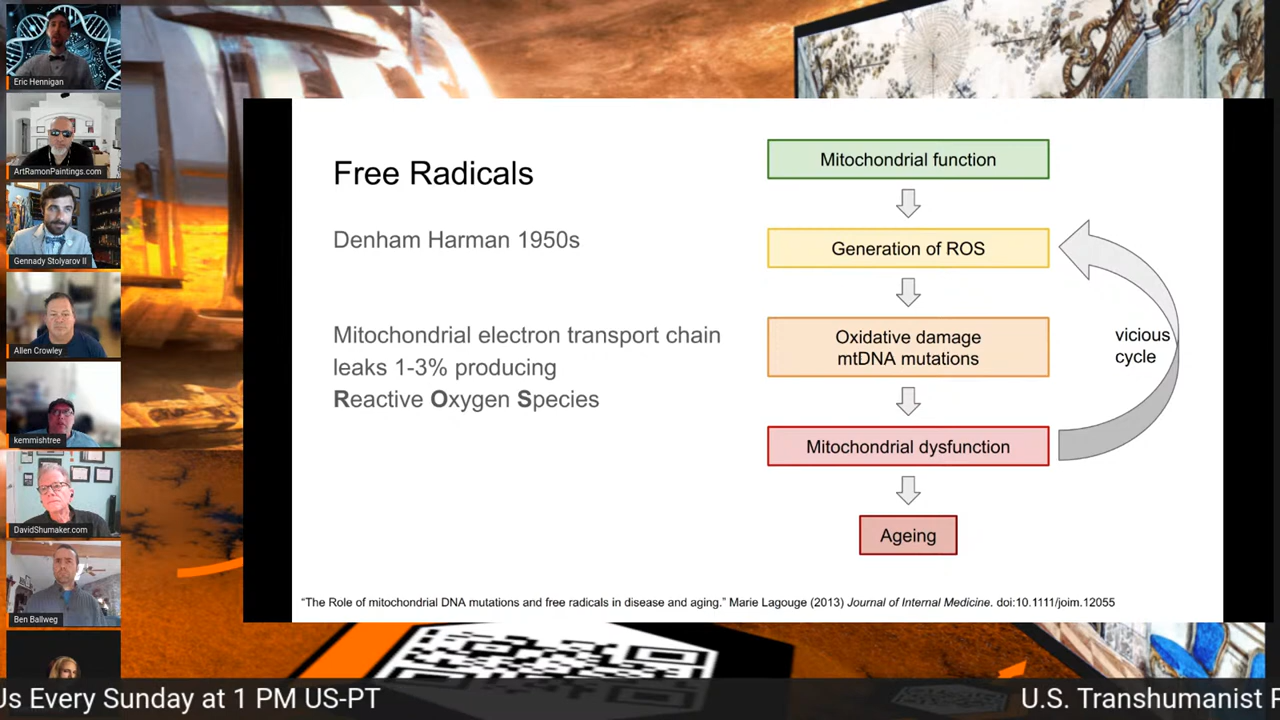 Eric Hennigan
ArtRamonPaintings.com
Gennady Stolyarov II
Allen Crowley
kemmishtree
DavidShumaker.com
Ben Ballweg
Free Radicals
Denham Harman 1950s
Mitochondrial electron transport chain
leaks 1-3% producing
Reactive Oxygen Species
Mitochondrial function
Generation of ROS
Oxidative damage
mtDNA mutations
Mitochondrial dysfunction
Ageing
vicious
cycle
“The Role of mitochondrial DNA mutations and free radicals in disease and aging.” Marie Lagouge (2013) Journal of Internal Medicine. doi:10.1111/joim.12055
Us Every Sunday at 1 PM US-PT
U.S. Transhumanist P